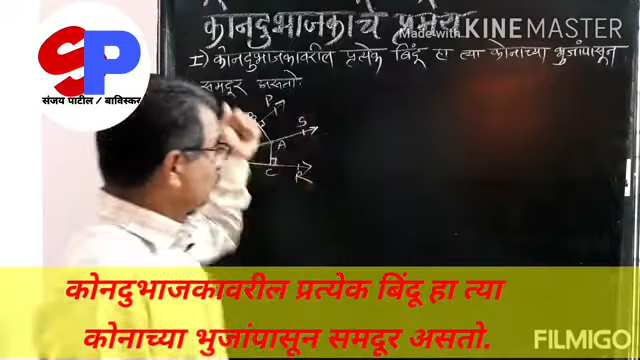 कोनदुभाजकाचे प्रमेय
Made with KINEMASTER
I) कोनदुभाजकावरील प्रत्येक बिंदू हा त्या कोनाच्या भुजांपासून
समदूर असतो.
SP
संजय पाटील / बाविस्कर
P
B
S
A
C
R
कोनदुभाजकावरील प्रत्येक बिंदू हा त्या
कोनाच्या भुजांपासून समदूर असतो.
FILMIGO